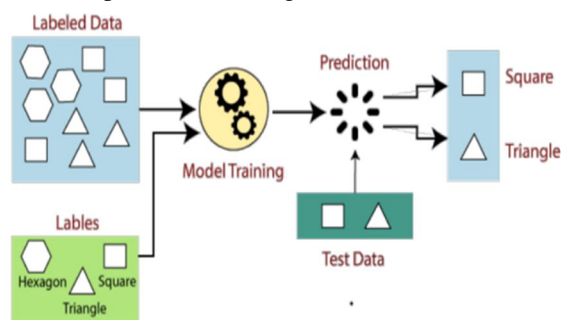 Labeled Data
Prediction
Square
Model Training
Triangle
Lables
Hexagon
Square
Triangle
Test Data